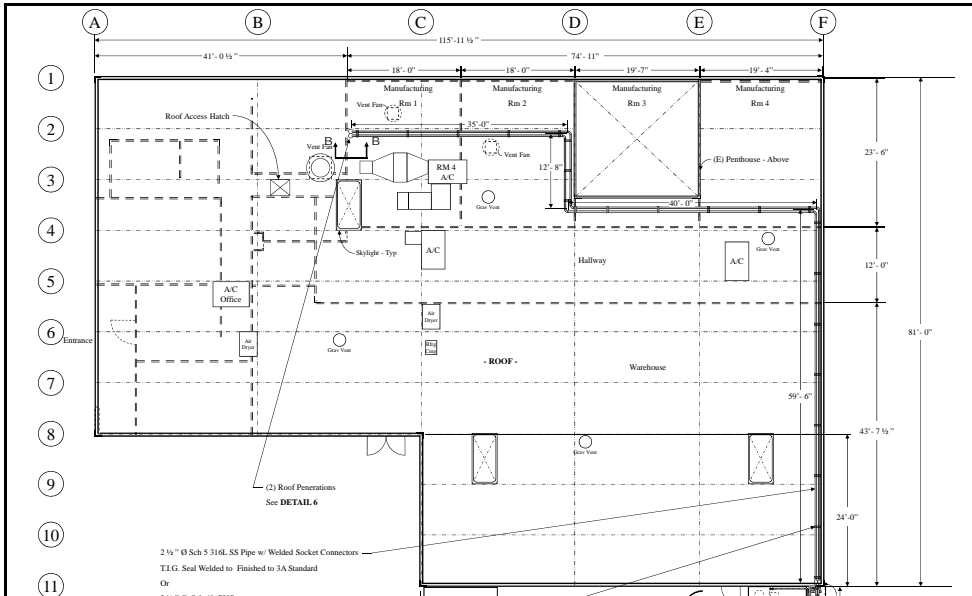 A B C D E F
115'-11 ½ "
41'- 0 ½ "
74'- 11"
18'- 0"
18'- 0"
19'- 7"
19'- 4"
1
Manufacturing
Rm 1
Manufacturing
Rm 2
Manufacturing
Rm 3
Manufacturing
Rm 4
Vent Fan
Roof Access Hatch
35'-0"
2
B B
Vent Fan
Vent Fan
23'- 6"
12'- 8"
(E) Penthouse - Above
RM 4
A/C
3
Grav Vent
40'- 0"
4
Skylight - Typ
A/C
Grav Vent
A/C
Hallway
12'- 0"
5
A/C
Office
Air
Dryer
81'- 0"
6
Entrance
Air
Dryer
Grav Vent
- ROOF -
Warehouse
7
59'- 6"
8
43'- 7 ½ "
Grav Vent
9
(2) Roof Penerations
See DETAIL 6
24'-0"
10
2 ½ " Ø Sch 5 316L SS Pipe w/ Welded Socket Connectors
T.I.G. Seal Welded to Finished to 3A Standard
Or
11